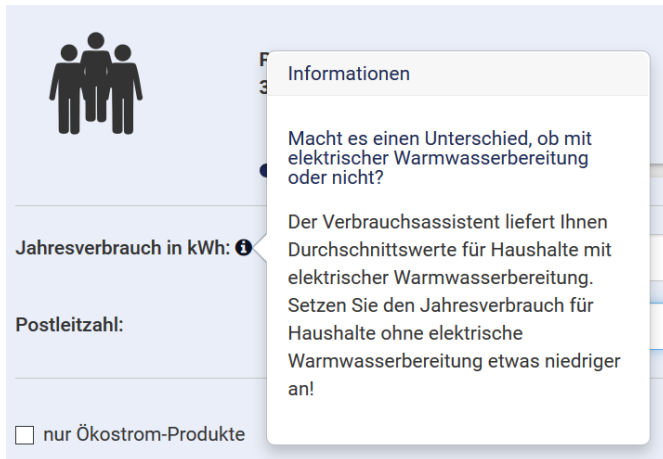 Informationen
Macht es einen Unterschied, ob mit
elektrischer Warmwasserbereitung
oder nicht?
Der Verbrauchsassistent liefert Ihnen
Durchschnittswerte für Haushalte mit
elektrischer Warmwasserbereitung.
Setzen Sie den Jahresverbrauch für
Haushalte ohne elektrische
Warmwasserbereitung etwas niedriger
an!
Jahresverbrauch in kWh:
Postleitzahl:
nur Ökostrom-Produkte